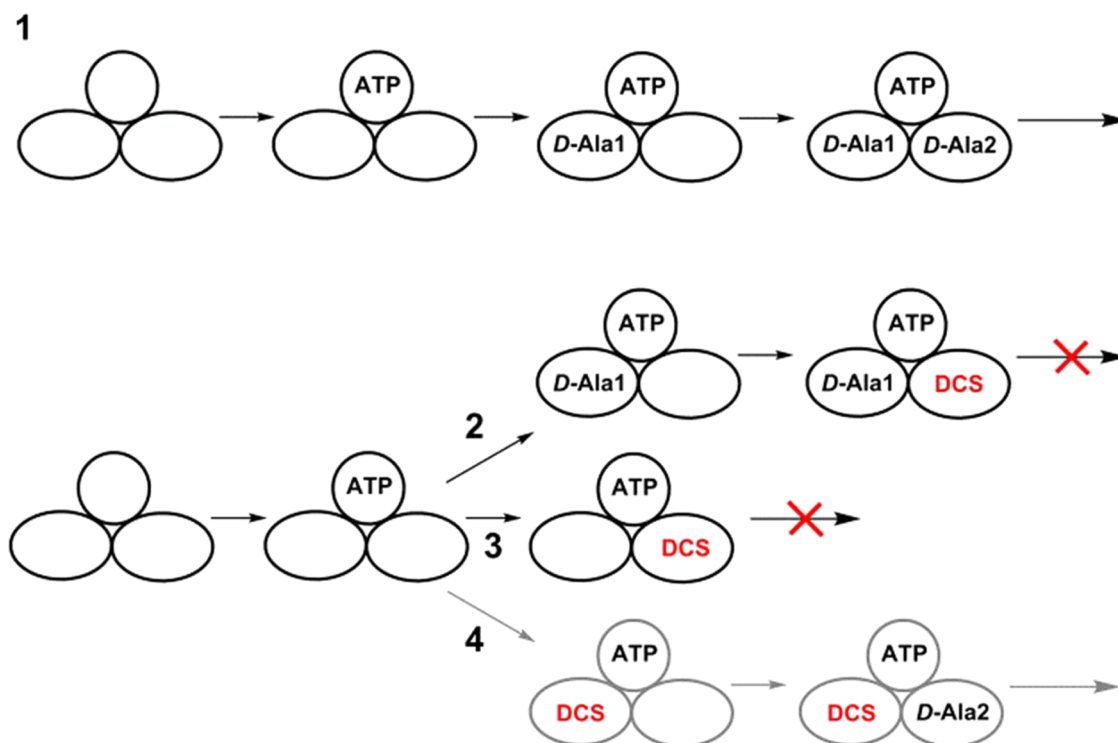 1
ATP
ATP
ATP
D-Ala1
D-Ala1 D-Ala2
ATP
ATP
D-Ala1
D-Ala1 DCS
2
ATP
ATP
DCS
3
4
ATP
ATP
DCS
DCS D-Ala2